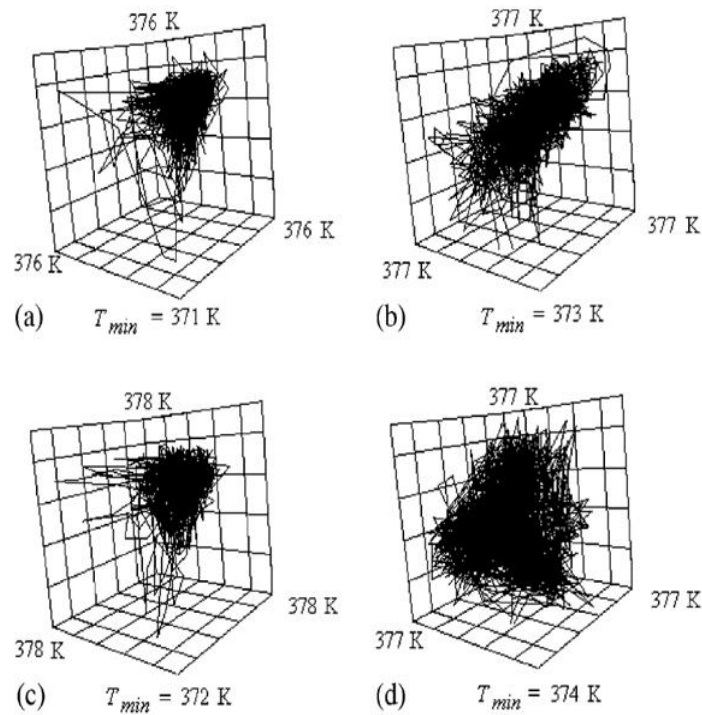 376 K
376 K
376 K
(a) T_min = 371 K
377 K
377 K
377 K
(b) T_min = 373 K
378 K
378 K
378 K
(c) T_min = 372 K
377 K
377 K
377 K
(d) T_min = 374 K